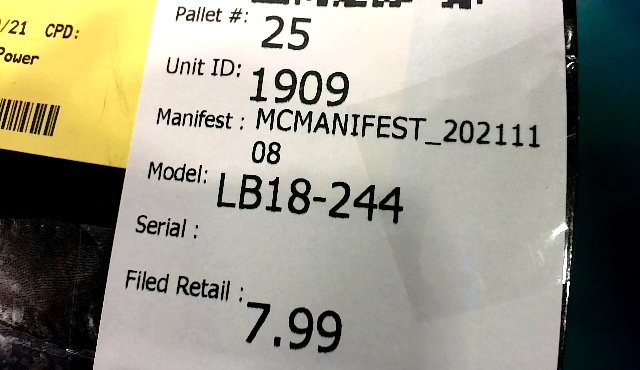 /21 CPD:
Power
Pallet #:
25
Unit ID:
1909
Manifest : MCMANIFEST_202111
08
Model:
LB18-244
Serial :
Filed Retail :
7.99